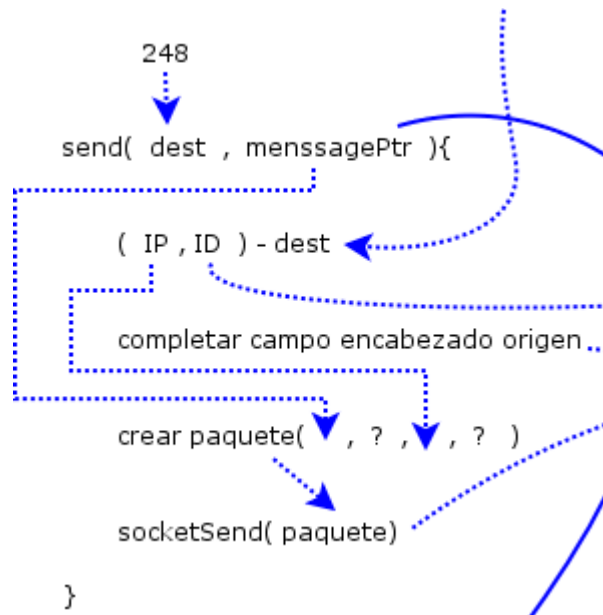 248
send( dest , menssagePtr ){
( IP , ID ) - dest
completar campo encabezado origen
crear paquete( , ? , , ? )
socketSend( paquete)
}